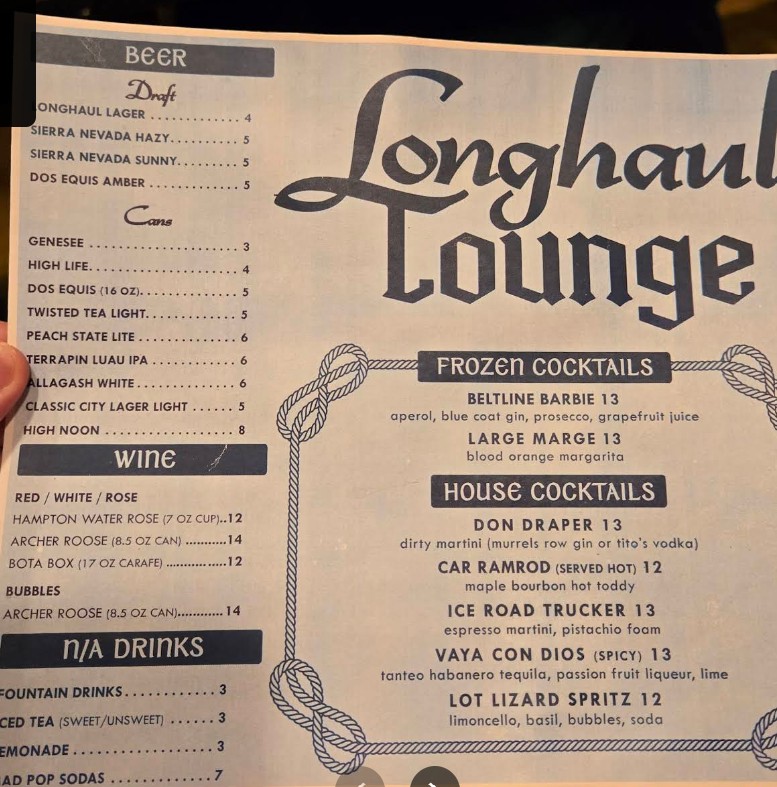 BEER
Draft
LONGHAUL LAGER ............ 4
SIERRA NEVADA HAZY.......... 5
SIERRA NEVADA SUNNY......... 5
DOS EQUIS AMBER ............ 5
Cans
GENESEE .................... 3
HIGH LIFE.................... 4
DOS EQUIS (16 OZ)............ 5
TWISTED TEA LIGHT............ 5
PEACH STATE LITE ............ 6
TERRAPIN LUAU IPA ........... 6
ALLAGASH WHITE ............. 6
CLASSIC CITY LAGER LIGHT ...... 5
HIGH NOON .................. 8
WINE
RED / WHITE / ROSE
HAMPTON WATER ROSE (7 OZ CUP)..12
ARCHER ROOSE (8.5 OZ CAN) ...........14
BOTA BOX (17 OZ CARAFE) ................12
BUBBLES
ARCHER ROOSE (8.5 OZ CAN)............ 14
N/A DRINKS
FOUNTAIN DRINKS ............ 3
CED TEA (SWEET/UNSWEET) ...... 3
EMONADE ................... 3
AD POP SODAS ............ 7
Longhaul
Lounge
FROZEN COCKTAILS
BELTLINE BARBIE 13
aperol, blue coat gin, prosecco, grapefruit juice
LARGE MARGE 13
blood orange margarita
HOUSE COCKTAILS
DON DRAPER 13
dirty martini (murrels row gin or tito's vodka)
CAR RAMROD (SERVED HOT) 12
maple bourbon hot toddy
ICE ROAD TRUCKER 13
espresso martini, pistachio foam
VAYA CON DIOS (SPICY) 13
tanteo habanero tequila, passion fruit liqueur, lime
LOT LIZARD SPRITZ 12
limoncello, basil, bubbles, soda